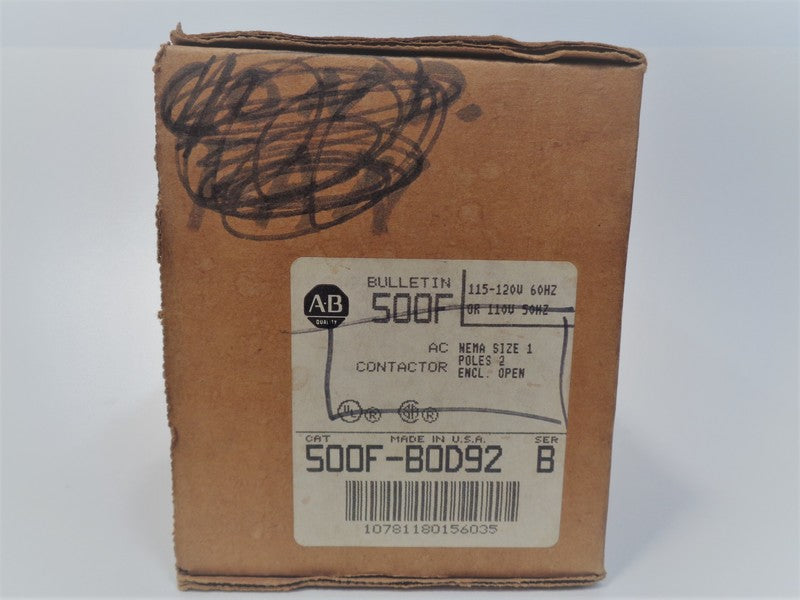 BULLETIN
500F
115-120V 60HZ
OR 110V 50HZ
A-B
QUALITY
AC
CONTACTOR
NEMA SIZE 1
POLES 2
ENCL. OPEN
UL ® ®
CAT MADE IN U.S.A. SER
500F-BOD92 B
10781180156035